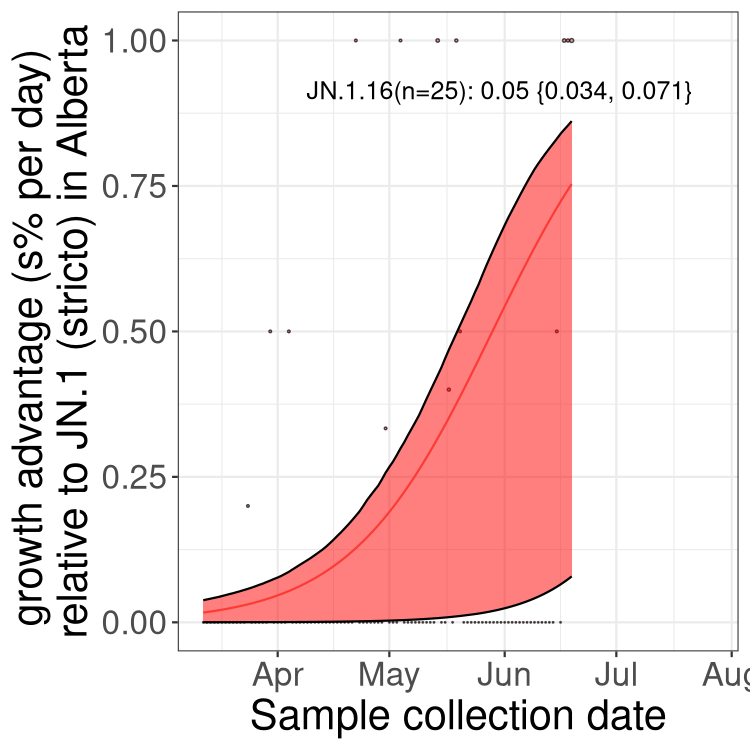 growth advantage (s% per day)
relative to JN.1 (stricto) in Alberta
1.00
0.75
0.50
0.25
0.00
JN.1.16(n=25): 0.05 {0.034, 0.071}
Apr May Jun Jul Aug
Sample collection date